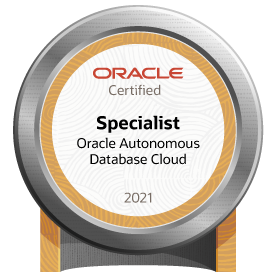 ORACLE
Certified
Specialist
Oracle Autonomous
Database Cloud
2021